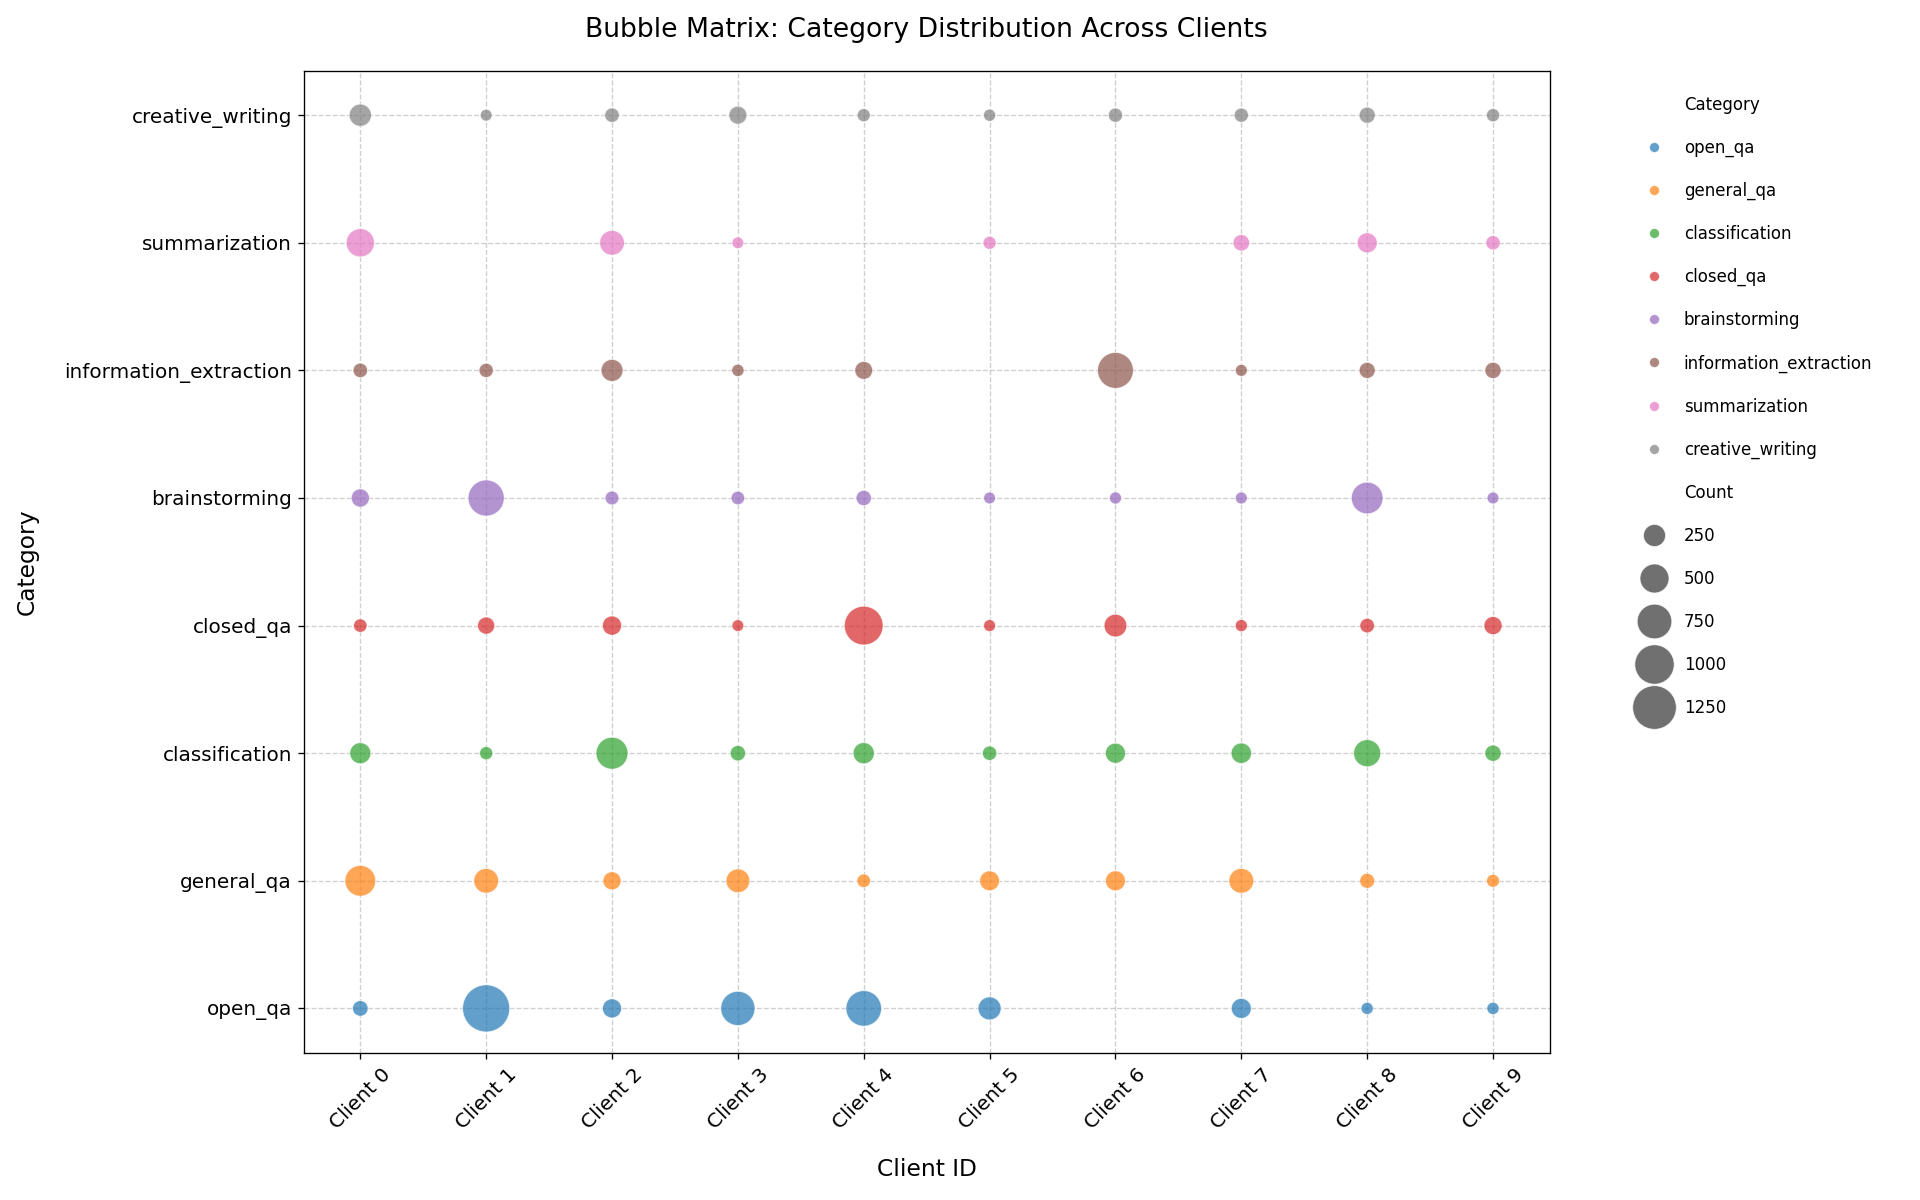 Bubble Matrix: Category Distribution Across Clients
Category
creative_writing
summarization
information_extraction
brainstorming
closed_qa
classification
general_qa
open_qa
Client 0
Client 1
Client 2
Client 3
Client 4
Client 5
Client 6
Client 7
Client 8
Client 9
Client ID
Category
open_qa
general_qa
classification
closed_qa
brainstorming
information_extraction
summarization
creative_writing
Count
250
500
750
1000
1250